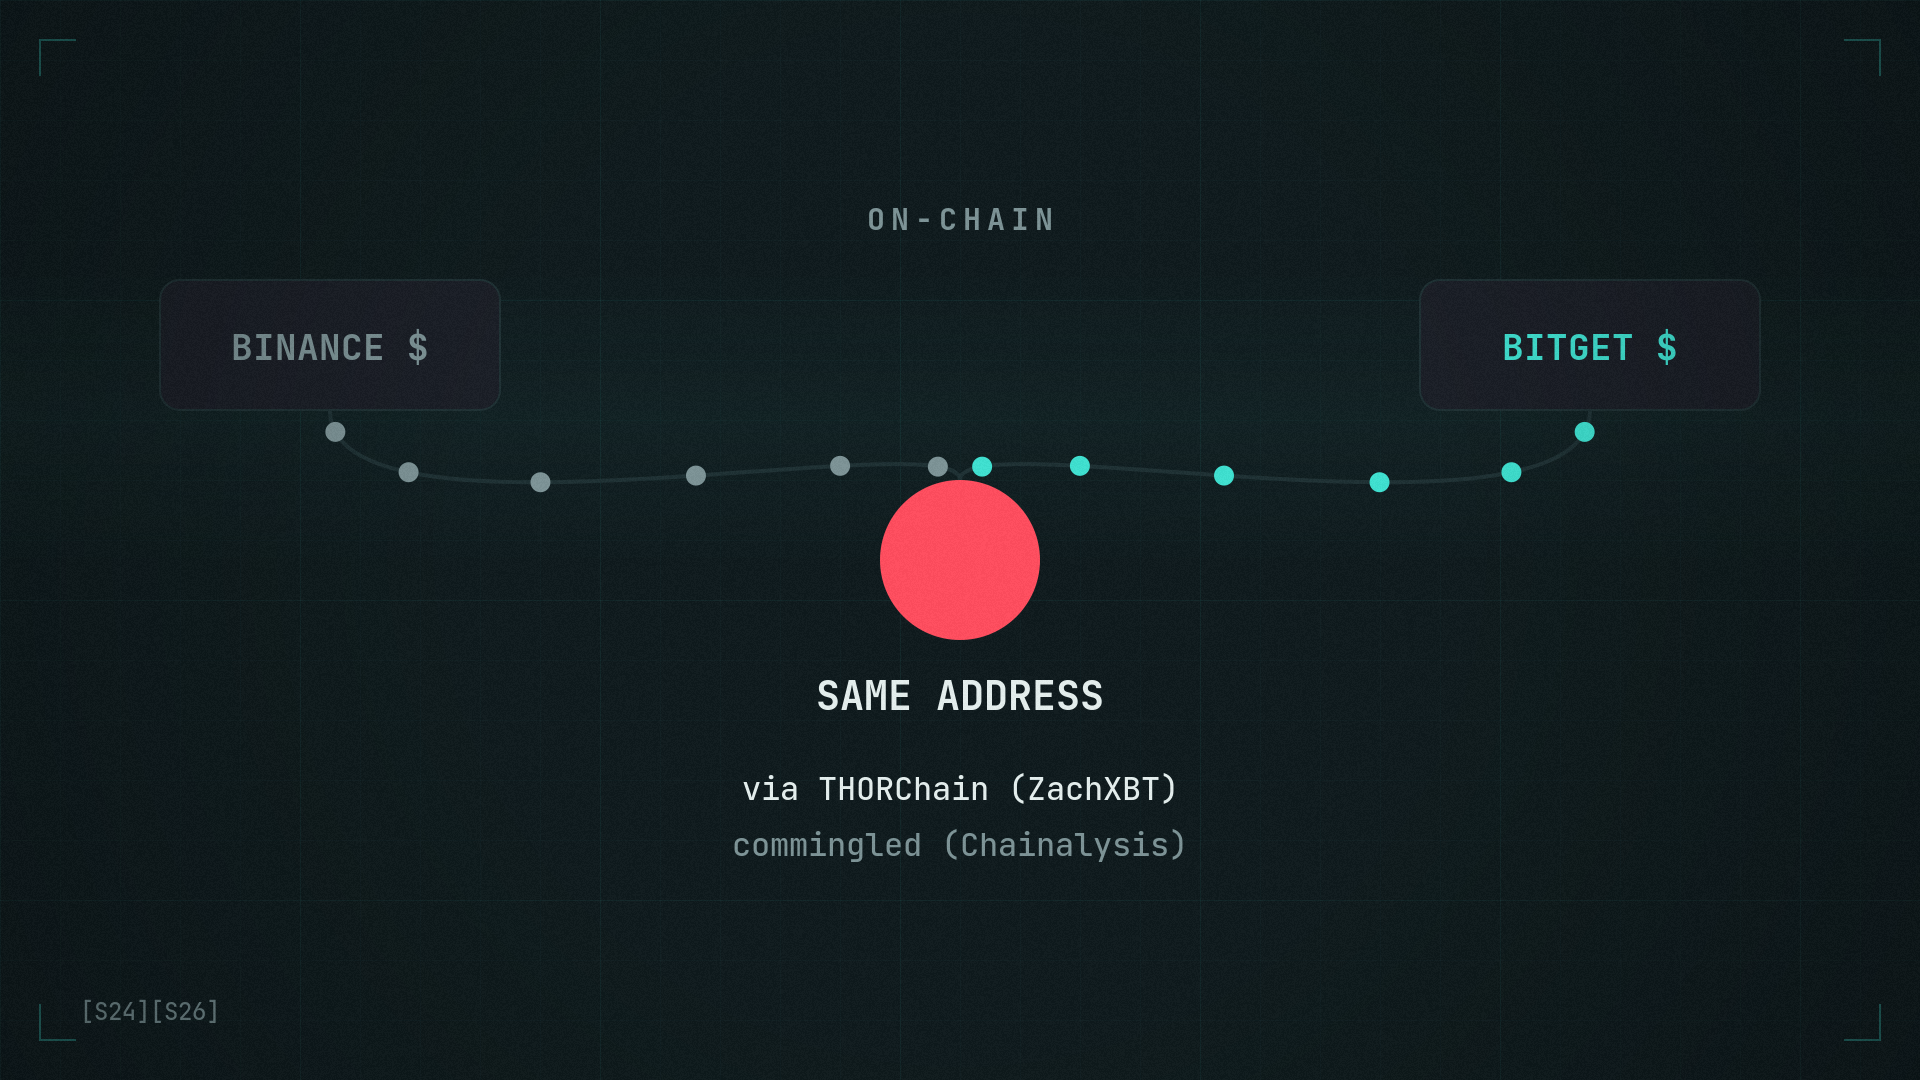 ON-CHAIN
BINANCE $
BITGET $
SAME ADDRESS
via THORChain (ZachXBT)
commingled (Chainalysis)
[S24][S26]